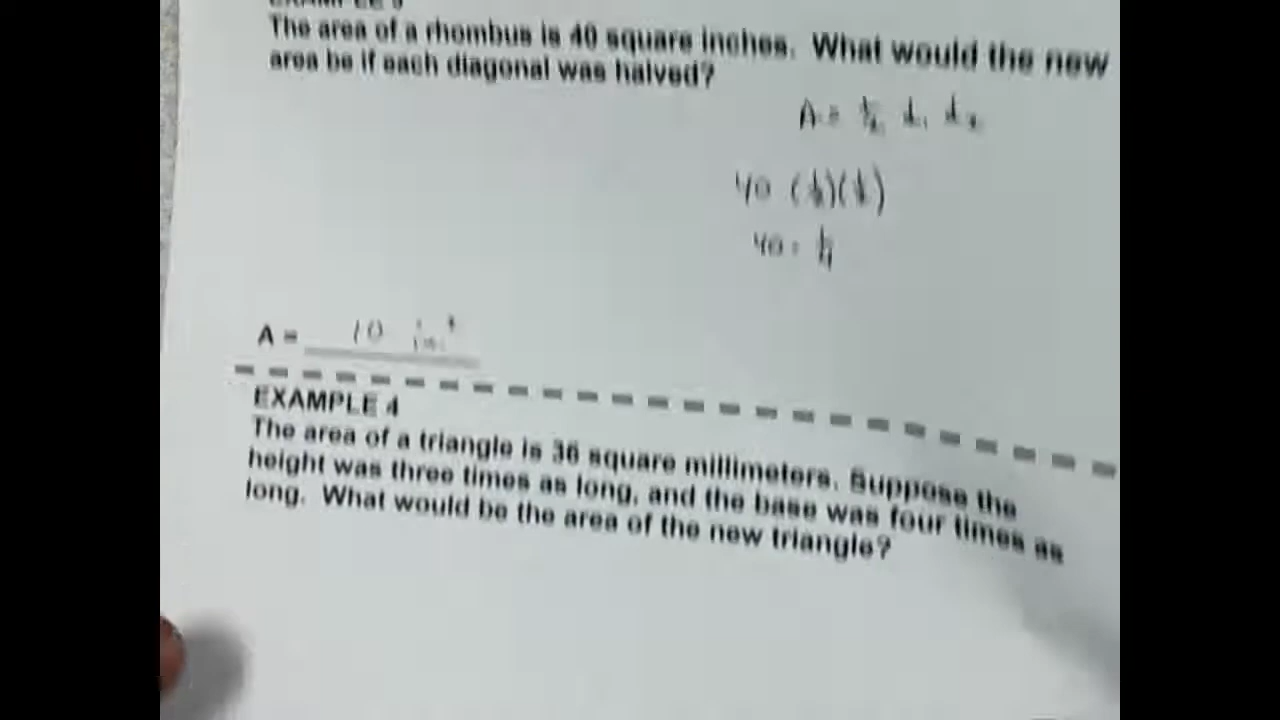 EXAMPLE 3
The area of a rhombus is 40 square inches. What would the new
area be if each diagonal was halved?
A = ½ d₁ d₂
40 (½)(½)
40 · ¼
A = 10 in²
EXAMPLE 4
The area of a triangle is 36 square millimeters. Suppose the
height was three times as long, and the base was four times as
long. What would be the area of the new triangle?